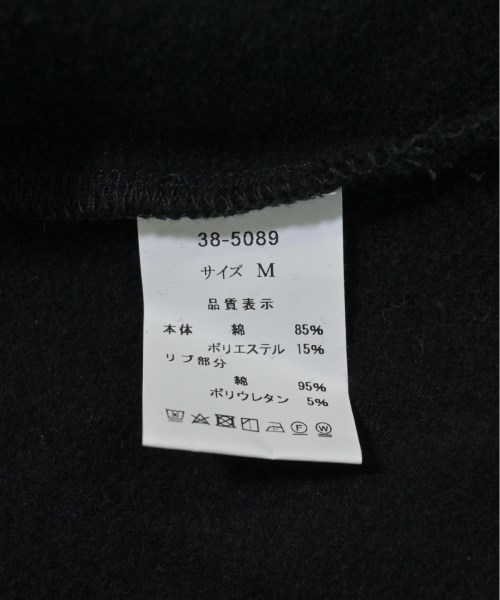 38-5089
サイズ M
品質表示
本体 綿 85%
ポリエステル 15%
リブ部分
綿 95%
ポリウレタン 5%